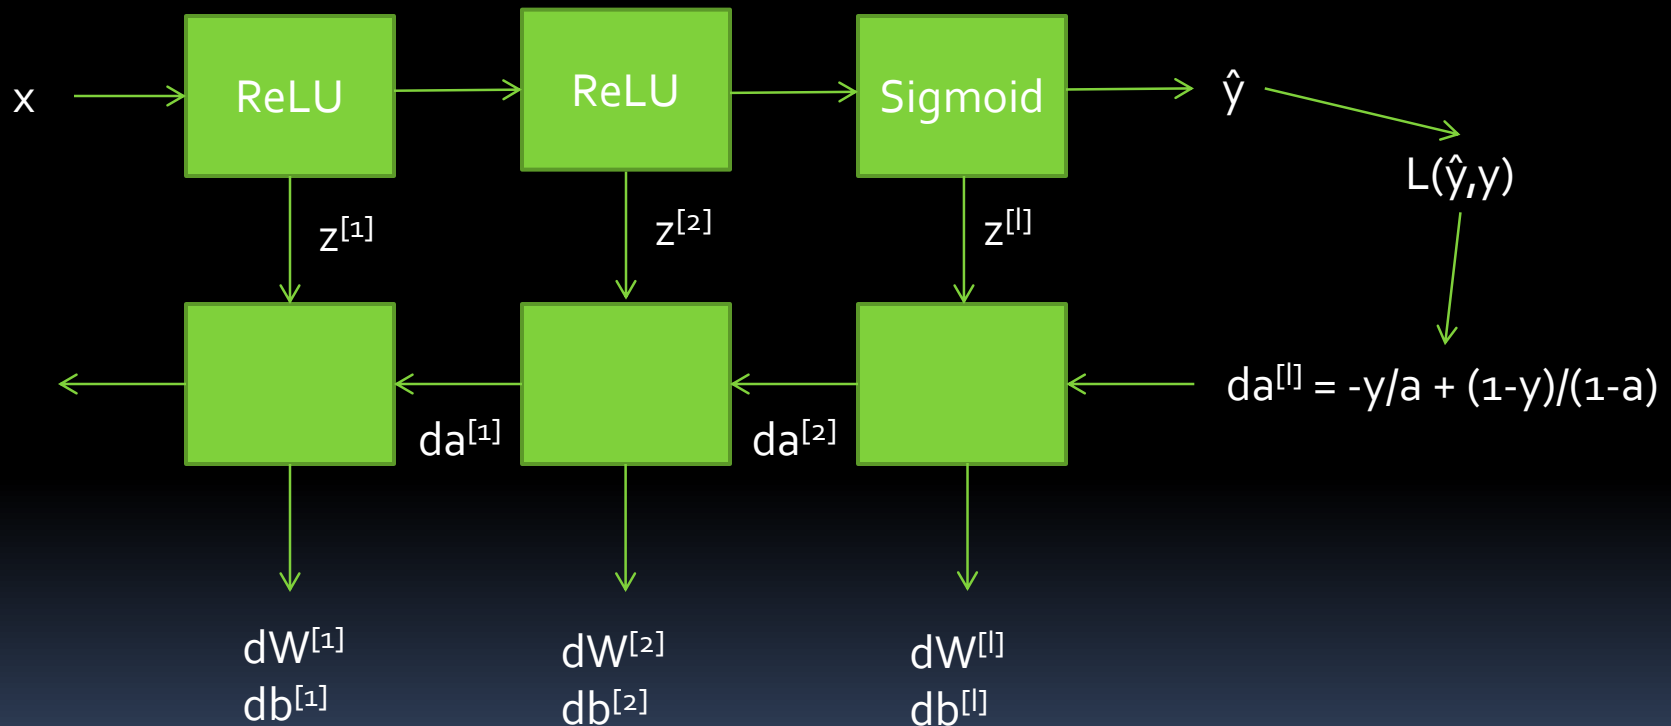 x
ReLU
ReLU
Sigmoid
ŷ
L(ŷ,y)
z[1]
z[2]
z[l]
da[1]
da[2]
da[l] = -y/a + (1-y)/(1-a)
dW[1]
db[1]
dW[2]
db[2]
dW[l]
db[l]